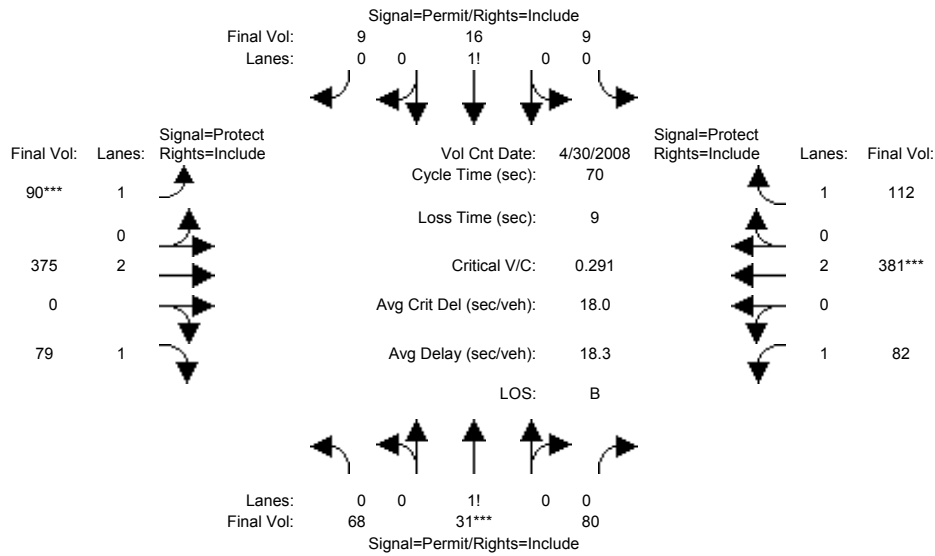 Signal=Permit/Rights=Include
Final Vol: 9 16 9
Lanes: 0 0 1! 0 0
Signal=Protect Signal=Protect
Final Vol: Lanes: Rights=Include Vol Cnt Date: 4/30/2008 Rights=Include Lanes: Final Vol:
Cycle Time (sec): 70
90*** 1 1 112
Loss Time (sec): 9
0 0
375 2 Critical V/C: 0.291 2 381***
0 Avg Crit Del (sec/veh): 18.0 0
79 1 Avg Delay (sec/veh): 18.3 1 82
LOS: B
Lanes: 0 0 1! 0 0
Final Vol: 68 31*** 80
Signal=Permit/Rights=Include